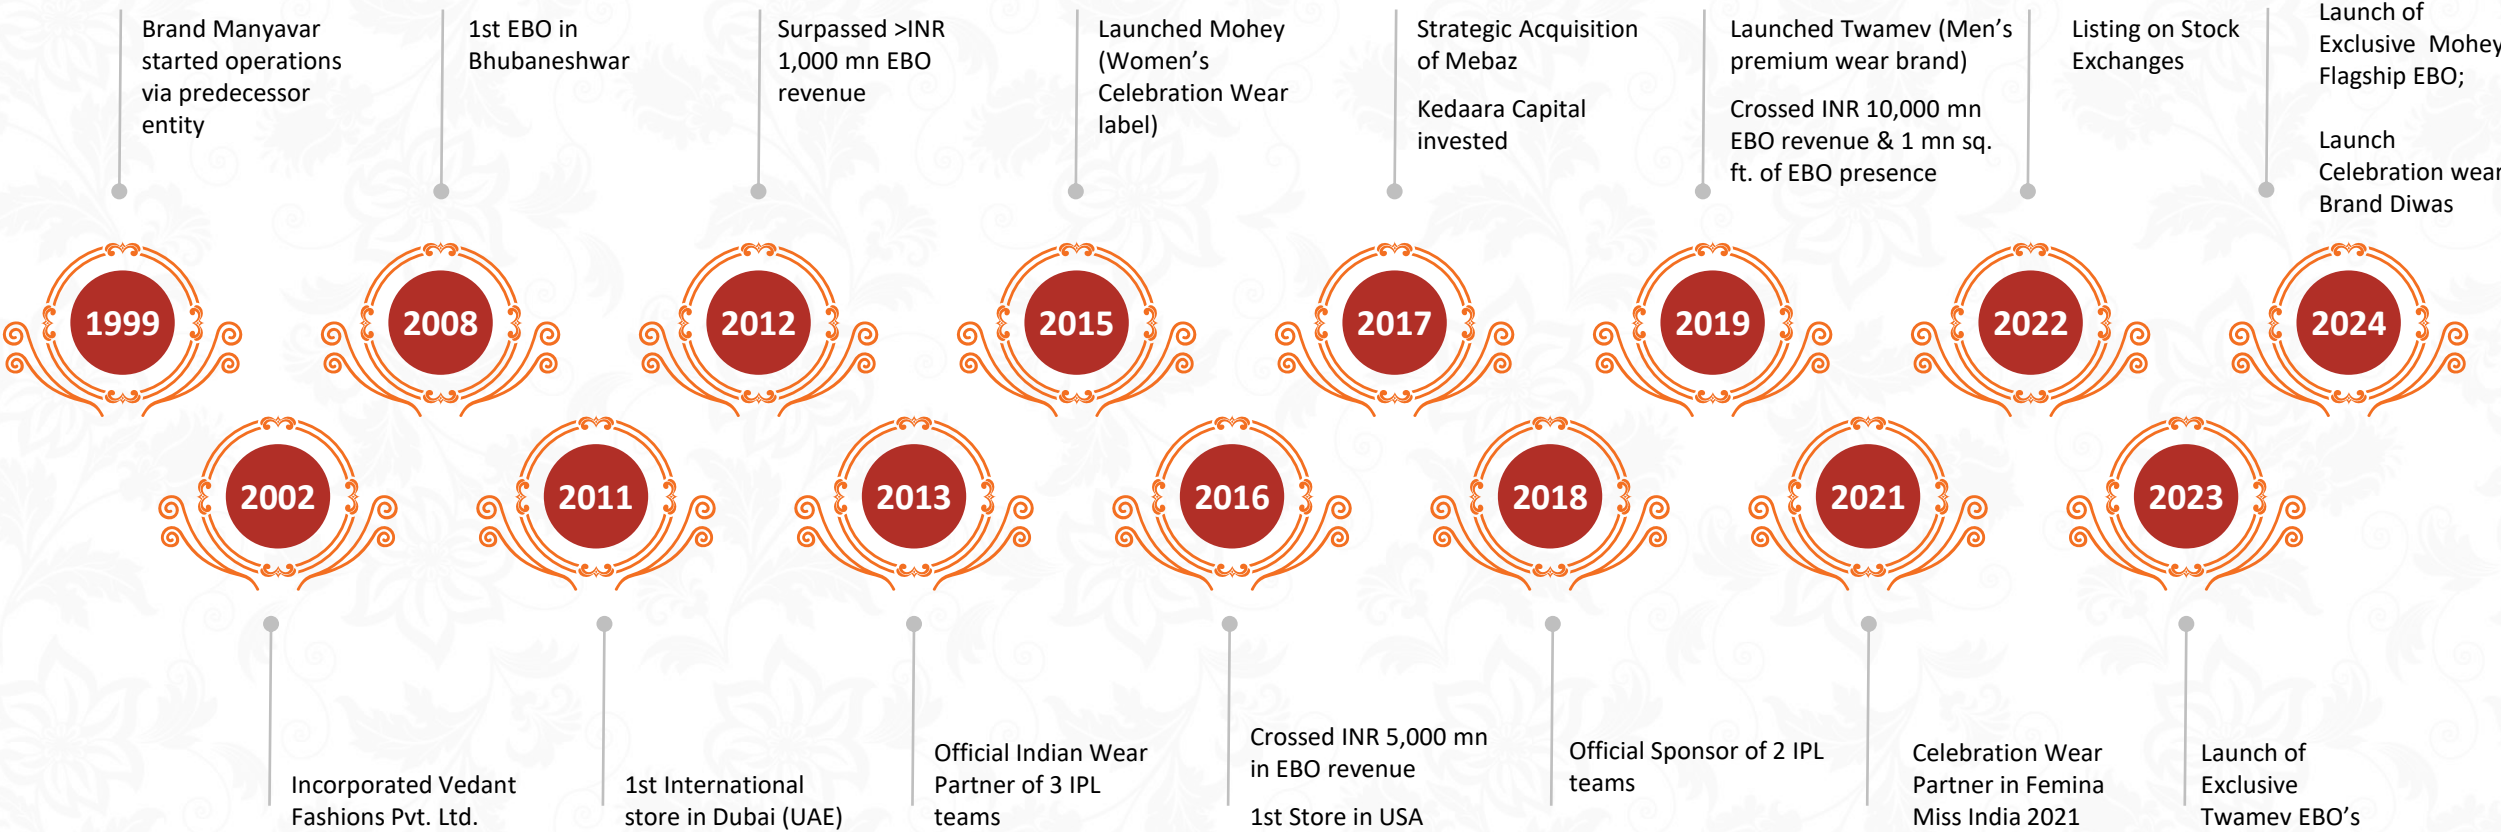 Brand Manyavar
started operations
via predecessor
entity
1st EBO in
Bhubaneshwar
Surpassed >INR
1,000 mn EBO
revenue
Launched Mohey
(Women's
Celebration Wear
label)
Strategic Acquisition
of Mebaz
Kedaara Capital
invested
Launched Twamev (Men's
premium wear brand)
Crossed INR 10,000 mn
EBO revenue & 1 mn sq.
ft. of EBO presence
Listing on Stock
Exchanges
Launch of
Exclusive Mohey
Flagship EBO;
Launch
Celebration wear
Brand Diwas
1999
2008
2012
2015
2017
2019
2022
2024
2002
2011
2013
2016
2018
2021
2023
Incorporated Vedant
Fashions Pvt. Ltd.
1st International
store in Dubai (UAE)
Official Indian Wear
Partner of 3 IPL
teams
Crossed INR 5,000 mn
in EBO revenue
1st Store in USA
Official Sponsor of 2 IPL
teams
Celebration Wear
Partner in Femina
Miss India 2021
Launch of
Exclusive
Twamev EBO's